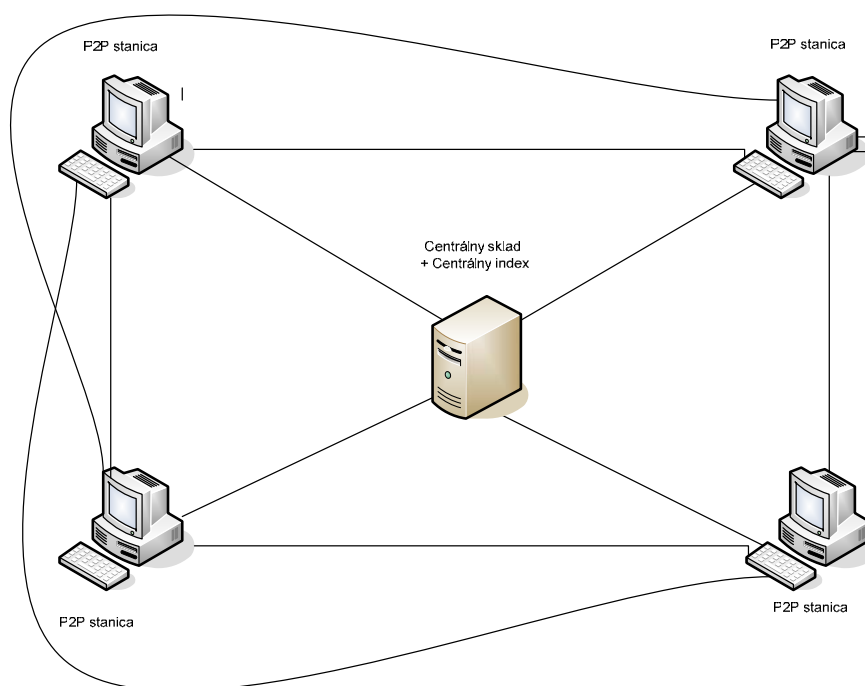 P2P stanica
P2P stanica
Centrálny sklad
+ Centrálny index
P2P stanica
P2P stanica